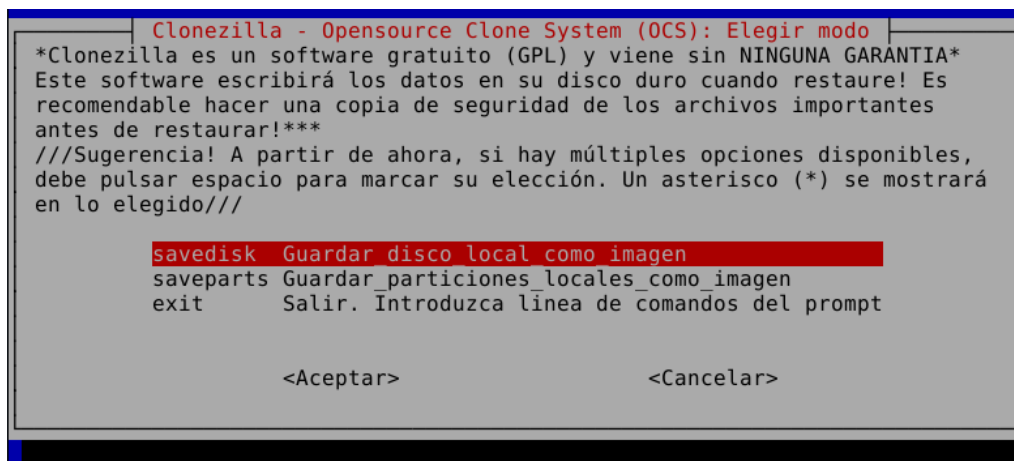 Clonezilla - Opensource Clone System (OCS): Elegir modo
*Clonezilla es un software gratuito (GPL) y viene sin NINGUNA GARANTIA*
Este software escribirá los datos en su disco duro cuando restaure! Es
recomendable hacer una copia de seguridad de los archivos importantes
antes de restaurar!***
///Sugerencia! A partir de ahora, si hay múltiples opciones disponibles,
debe pulsar espacio para marcar su elección. Un asterisco (*) se mostrará
en lo elegido///
savedisk Guardar_disco_local_como_imagen
saveparts Guardar_particiones_locales_como_imagen
exit Salir. Introduzca linea de comandos del prompt
<Aceptar> <Cancelar>